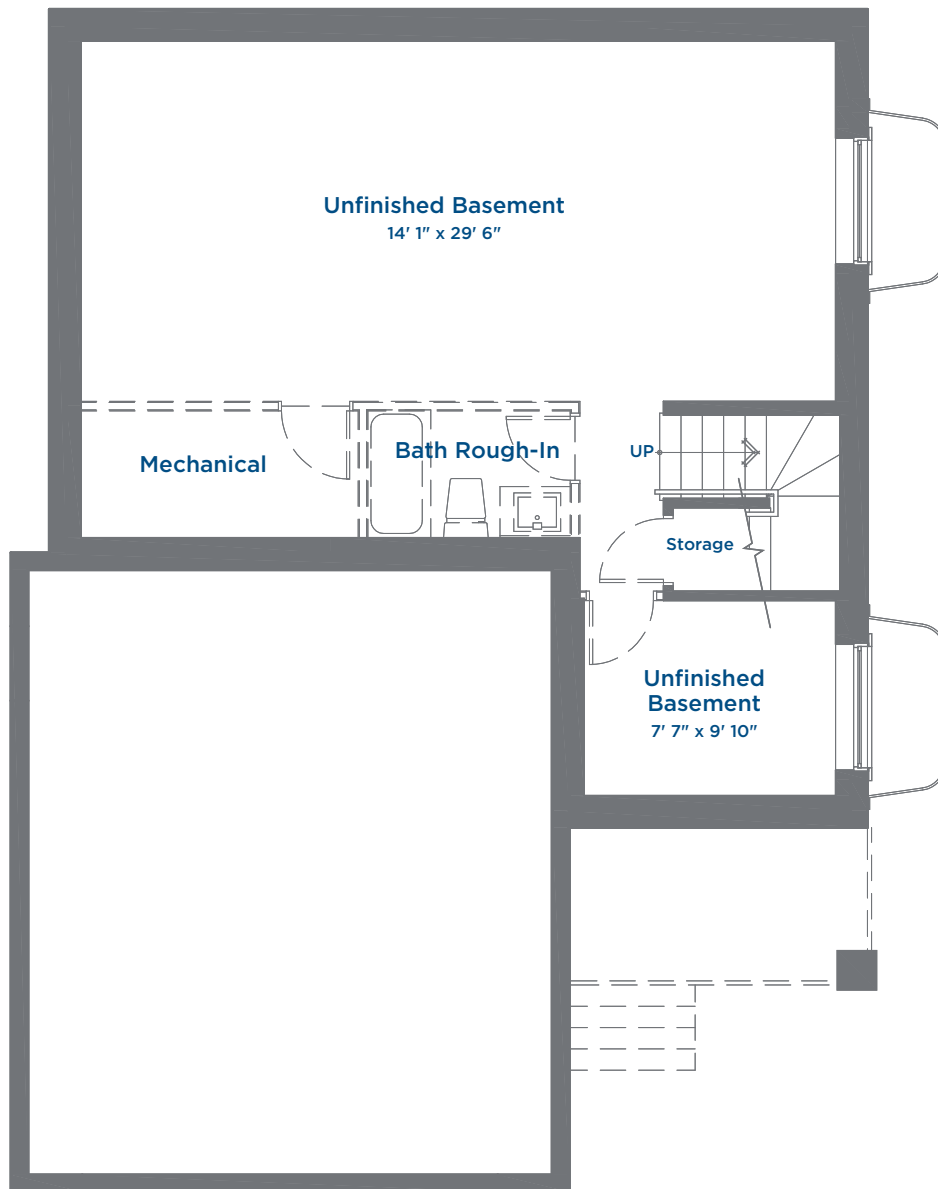 Unfinished Basement
14' 1" x 29' 6"
Mechanical
Bath Rough-In
UP
Storage
Unfinished
Basement
7' 7" x 9' 10"